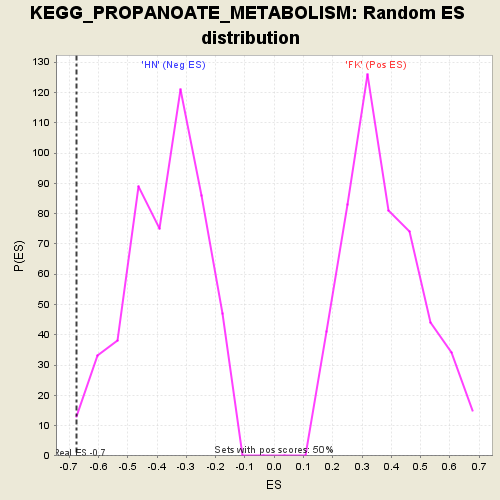 KEGG_PROPANOATE_METABOLISM: Random ES
distribution
'HN' (Neg ES)
'FK' (Pos ES)
130
120
110
100
90
80
70
60
50
40
30
20
10
0
P(ES)
Real ES -0.7
Sets with pos scores: 50%
-0.7 -0.6 -0.5 -0.4 -0.3 -0.2 -0.1 0.0 0.1 0.2 0.3 0.4 0.5 0.6 0.7
ES